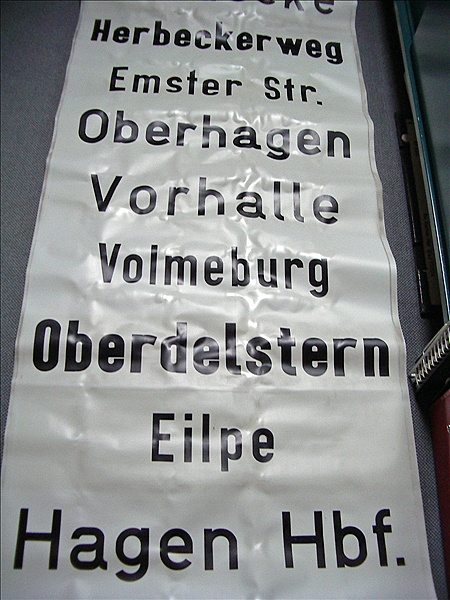 Herbeckerweg
Emster Str.
Oberhagen
Vorhalle
Volmeburg
Oberdelstern
Eilpe
Hagen Hbf.